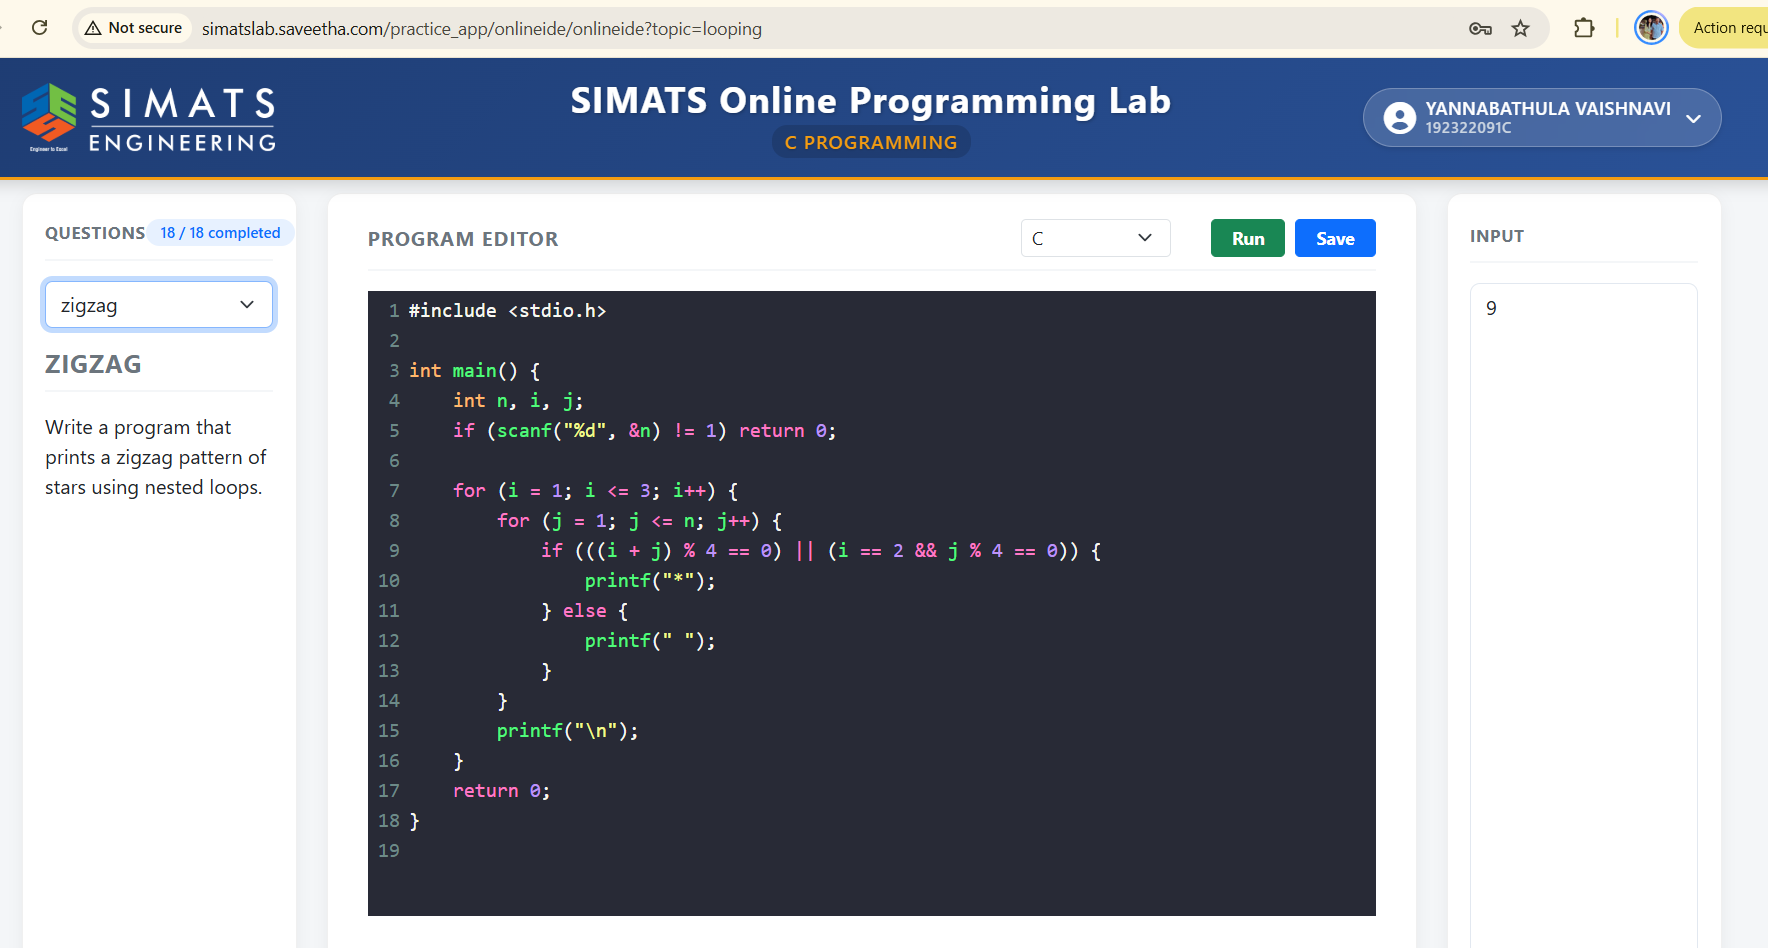 Not secure simatslab.saveetha.com/practice_app/onlineide/onlineide?topic=looping
SIMATS
ENGINEERING
Engineer to Excel
SIMATS Online Programming Lab
C PROGRAMMING
YANNABATHULA VAISHNAVI
192322091C
QUESTIONS 18 / 18 completed
zigzag
ZIGZAG
Write a program that
prints a zigzag pattern of
stars using nested loops.
PROGRAM EDITOR
C
Run
Save
1 #include <stdio.h>
2
3 int main() {
4     int n, i, j;
5     if (scanf("%d", &n) != 1) return 0;
6
7     for (i = 1; i <= 3; i++) {
8         for (j = 1; j <= n; j++) {
9             if (((i + j) % 4 == 0) || (i == 2 && j % 4 == 0)) {
10                 printf("*");
11             } else {
12                 printf(" ");
13             }
14         }
15         printf("\n");
16     }
17     return 0;
18 }
19
INPUT
9